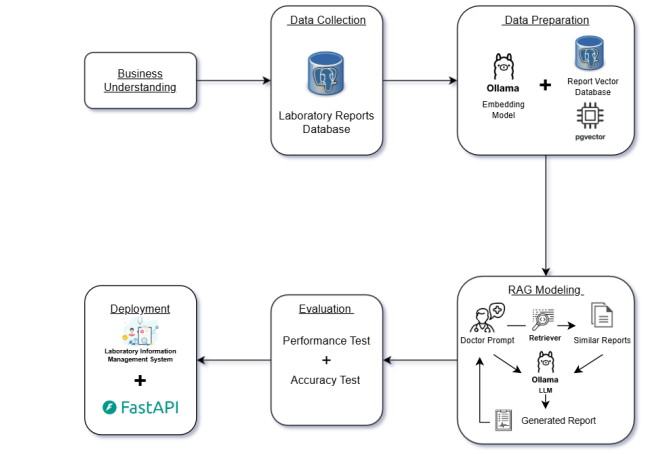 Business
Understanding
Data Collection
Laboratory Reports
Database
Data Preparation
Ollama
Embedding
Model
+
Report Vector
Database
pgvector
RAG Modeling
Doctor Prompt
Retriever
Similar Reports
Ollama
LLM
Generated Report
Evaluation
Performance Test
+
Accuracy Test
Deployment
Laboratory Information
Management System
+
FastAPI